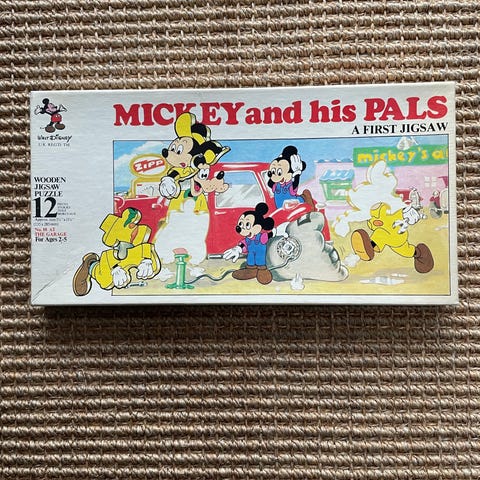 MICKEY and his PALS
A FIRST JIGSAW
WALT DISNEY
WOODEN
JIGSAW
PUZZLE
12
THE GARAGE
For Ages 2-5
ZIPP
mickey's